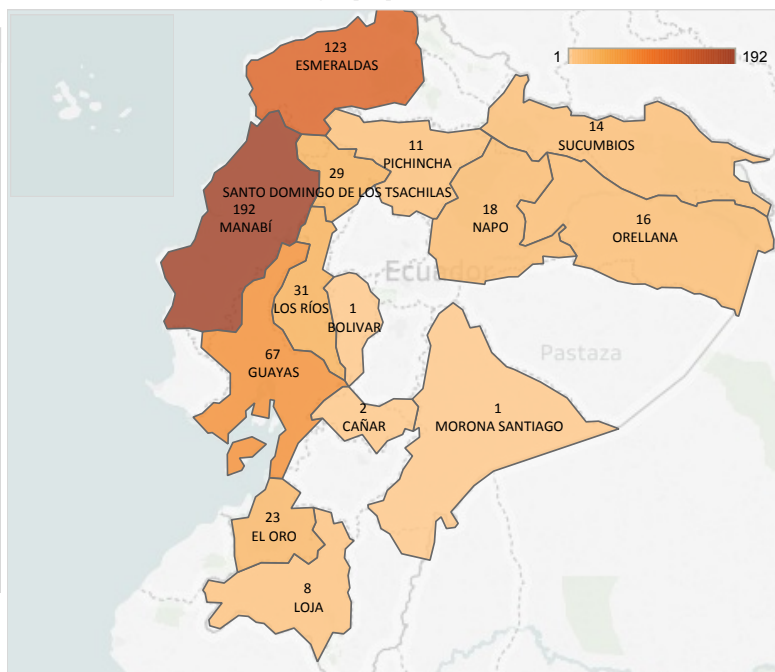 123
ESMERALDAS
1
192
14
SUCUMBIOS
11
PICHINCHA
29
SANTO DOMINGO DE LOS TSACHILAS
192
MANABÍ
18
NAPO
16
ORELLANA
Ecuador
31
LOS RÍOS
1
BOLIVAR
Pastaza
67
GUAYAS
2
CAÑAR
1
MORONA SANTIAGO
23
EL ORO
8
LOJA